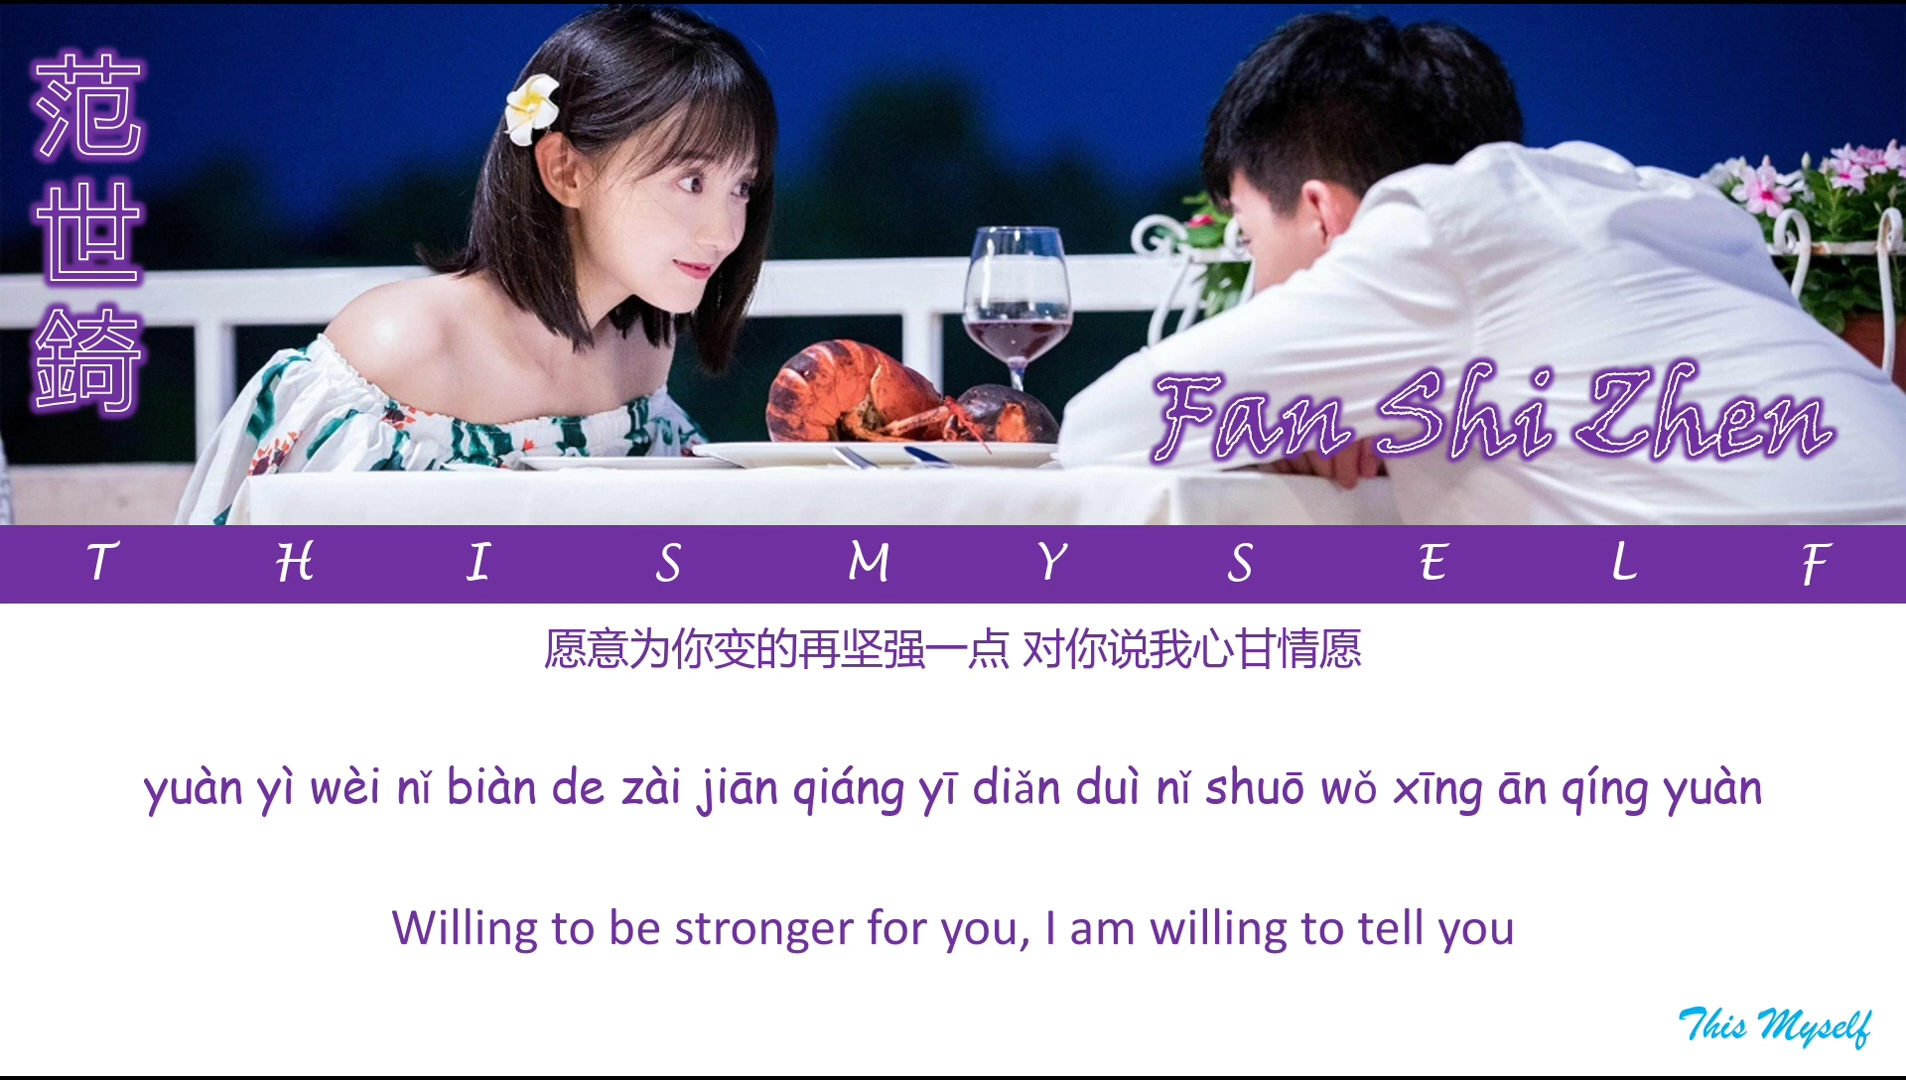 范世錡
Fan Shi Zhen
THISMYSELF
愿意为你变的再坚强一点 对你说我心甘情愿
yuàn yì wèi nǐ biàn de zài jiān qiáng yī diǎn duì nǐ shuō wǒ xīng ān qíng yuàn
Willing to be stronger for you, I am willing to tell you
This Myself